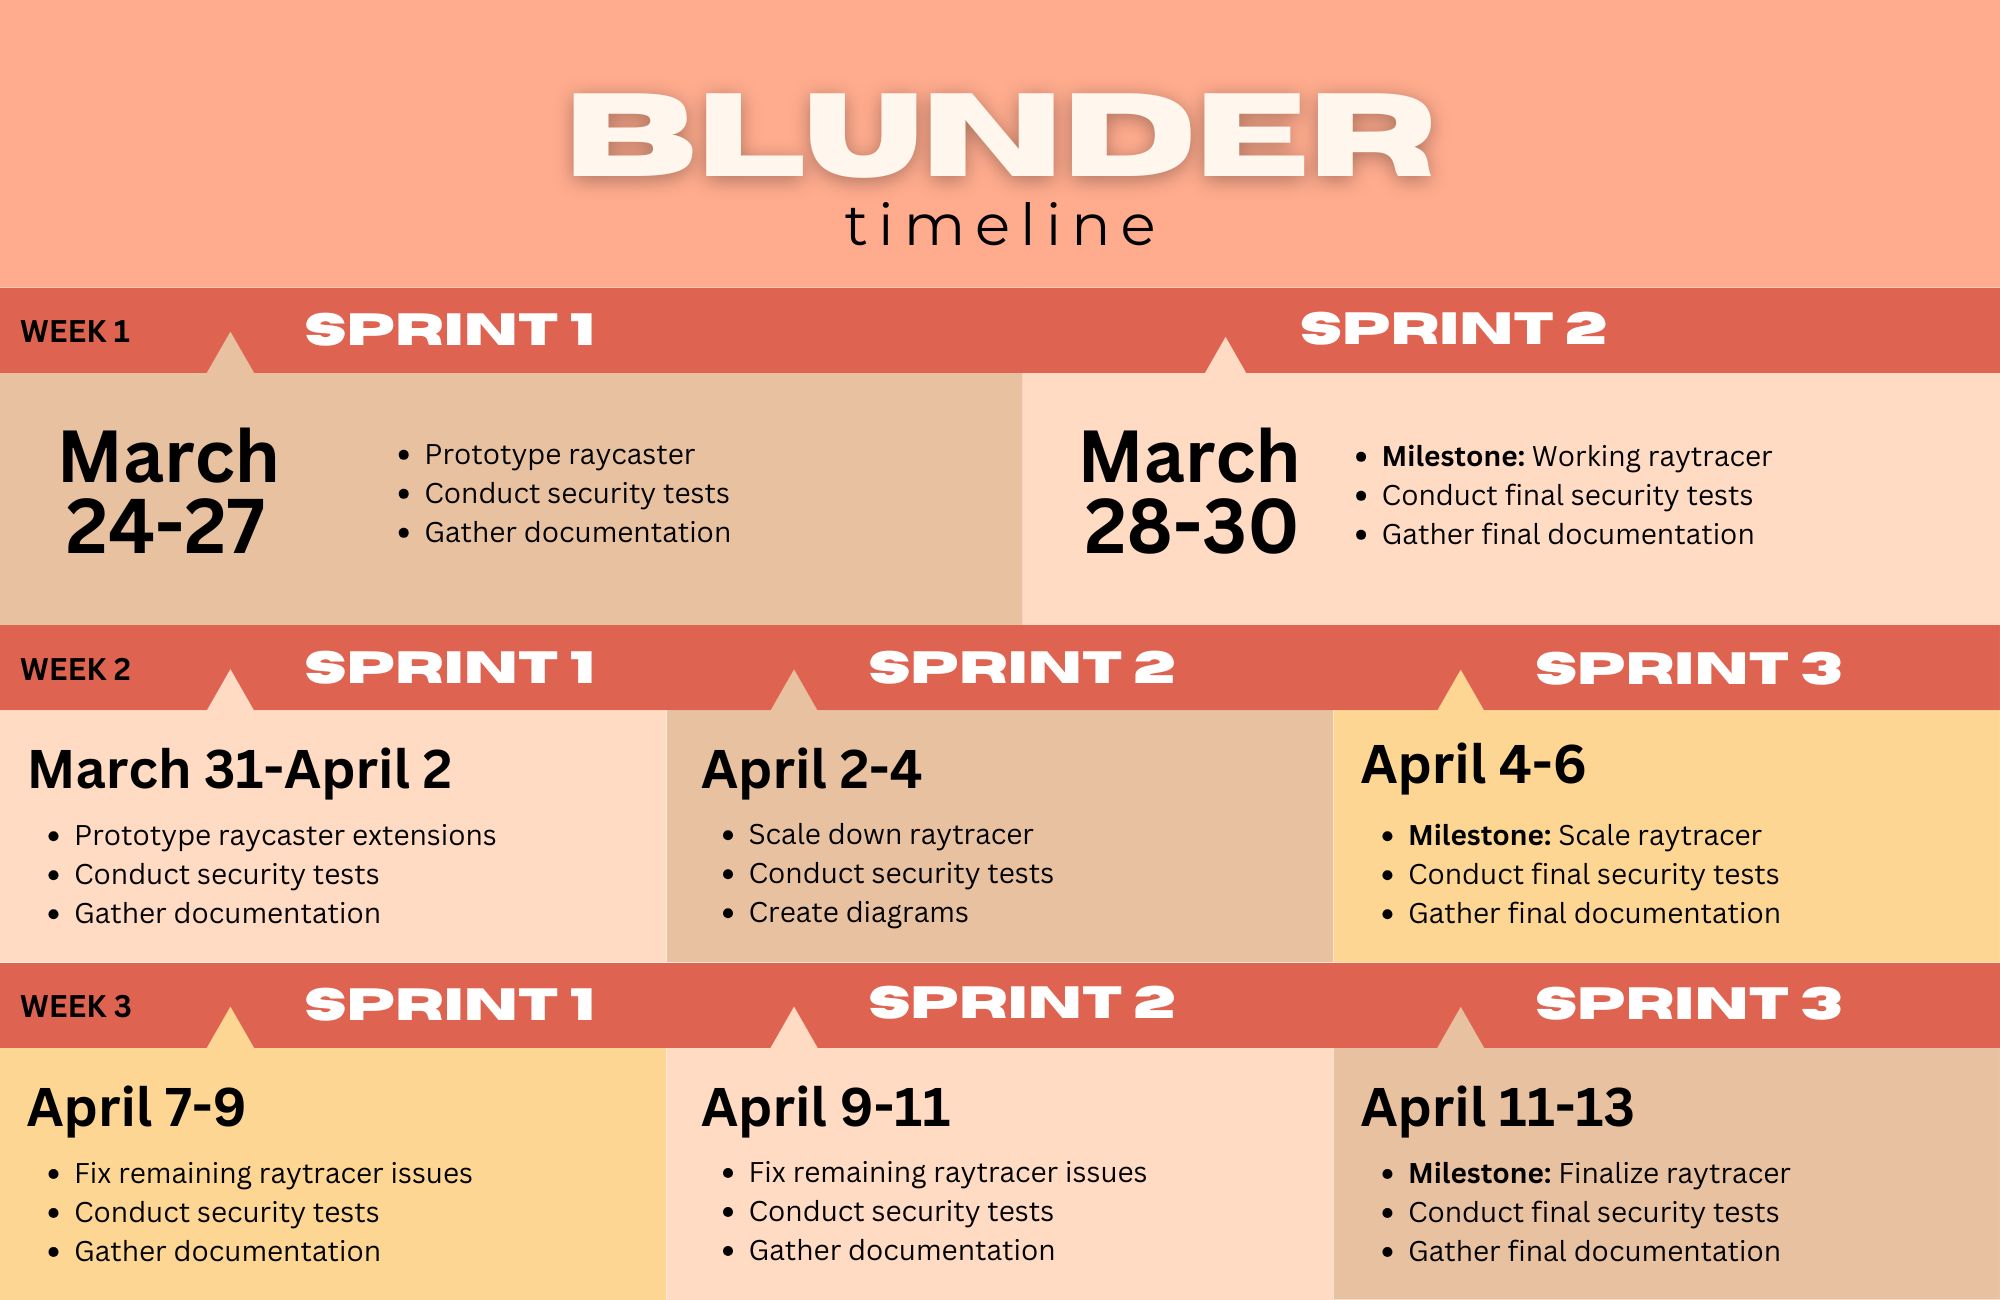 BLUNDER
timeline
WEEK 1
SPRINT 1
SPRINT 2
March
24-27
• Prototype raycaster
• Conduct security tests
• Gather documentation
March
28-30
• Milestone: Working raytracer
• Conduct final security tests
• Gather final documentation
WEEK 2
SPRINT 1
SPRINT 2
SPRINT 3
March 31-April 2
• Prototype raycaster extensions
• Conduct security tests
• Gather documentation
April 2-4
• Scale down raytracer
• Conduct security tests
• Create diagrams
April 4-6
• Milestone: Scale raytracer
• Conduct final security tests
• Gather final documentation
WEEK 3
SPRINT 1
SPRINT 2
SPRINT 3
April 7-9
• Fix remaining raytracer issues
• Conduct security tests
• Gather documentation
April 9-11
• Fix remaining raytracer issues
• Conduct security tests
• Gather documentation
April 11-13
• Milestone: Finalize raytracer
• Conduct final security tests
• Gather final documentation